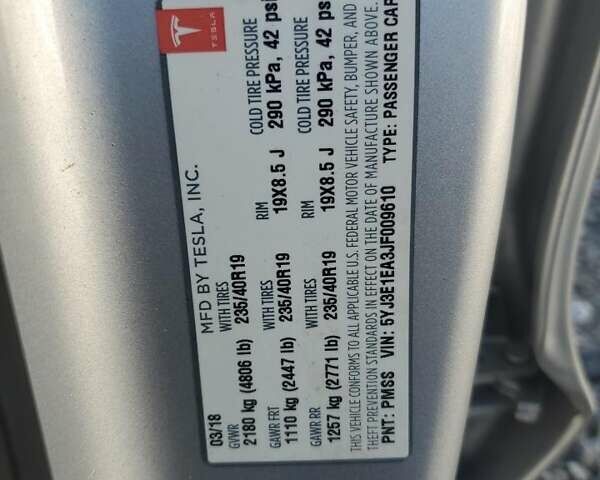 TESLA
MFD BY TESLA, INC.
03/18
GVWR WITH TIRES RIM COLD TIRE PRESSURE
2180 kg (4806 lb) 235/40R19 19X8.5 J 290 kPa, 42 psi
GAWR FRT WITH TIRES
1110 kg (2447 lb) 235/40R19
GAWR RR WITH TIRES RIM COLD TIRE PRESSURE
1257 kg (2771 lb) 235/40R19 19X8.5 J 290 kPa, 42 psi
THIS VEHICLE CONFORMS TO ALL APPLICABLE U.S. FEDERAL MOTOR VEHICLE SAFETY, BUMPER, AND
THEFT PREVENTION STANDARDS IN EFFECT ON THE DATE OF MANUFACTURE SHOWN ABOVE.
PNT: PMSS VIN: 5YJ3E1EA3JF009610 TYPE: PASSENGER CAR